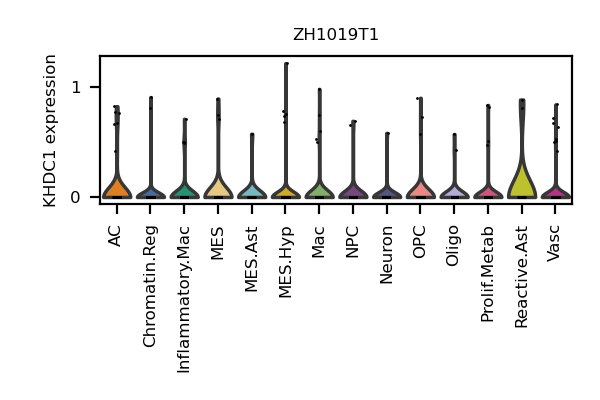 ZH1019T1
KHDC1 expression
1
0
AC
Chromatin.Reg
Inflammatory.Mac
MES
MES.Ast
MES.Hyp
Mac
NPC
Neuron
OPC
Oligo
Prolif.Metab
Reactive.Ast
Vasc